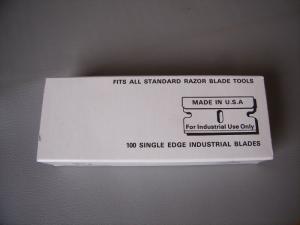 FITS ALL STANDARD RAZOR BLADE TOOLS
MADE IN U.S.A
For Industrial Use Only
100 SINGLE EDGE INDUSTRIAL BLADES